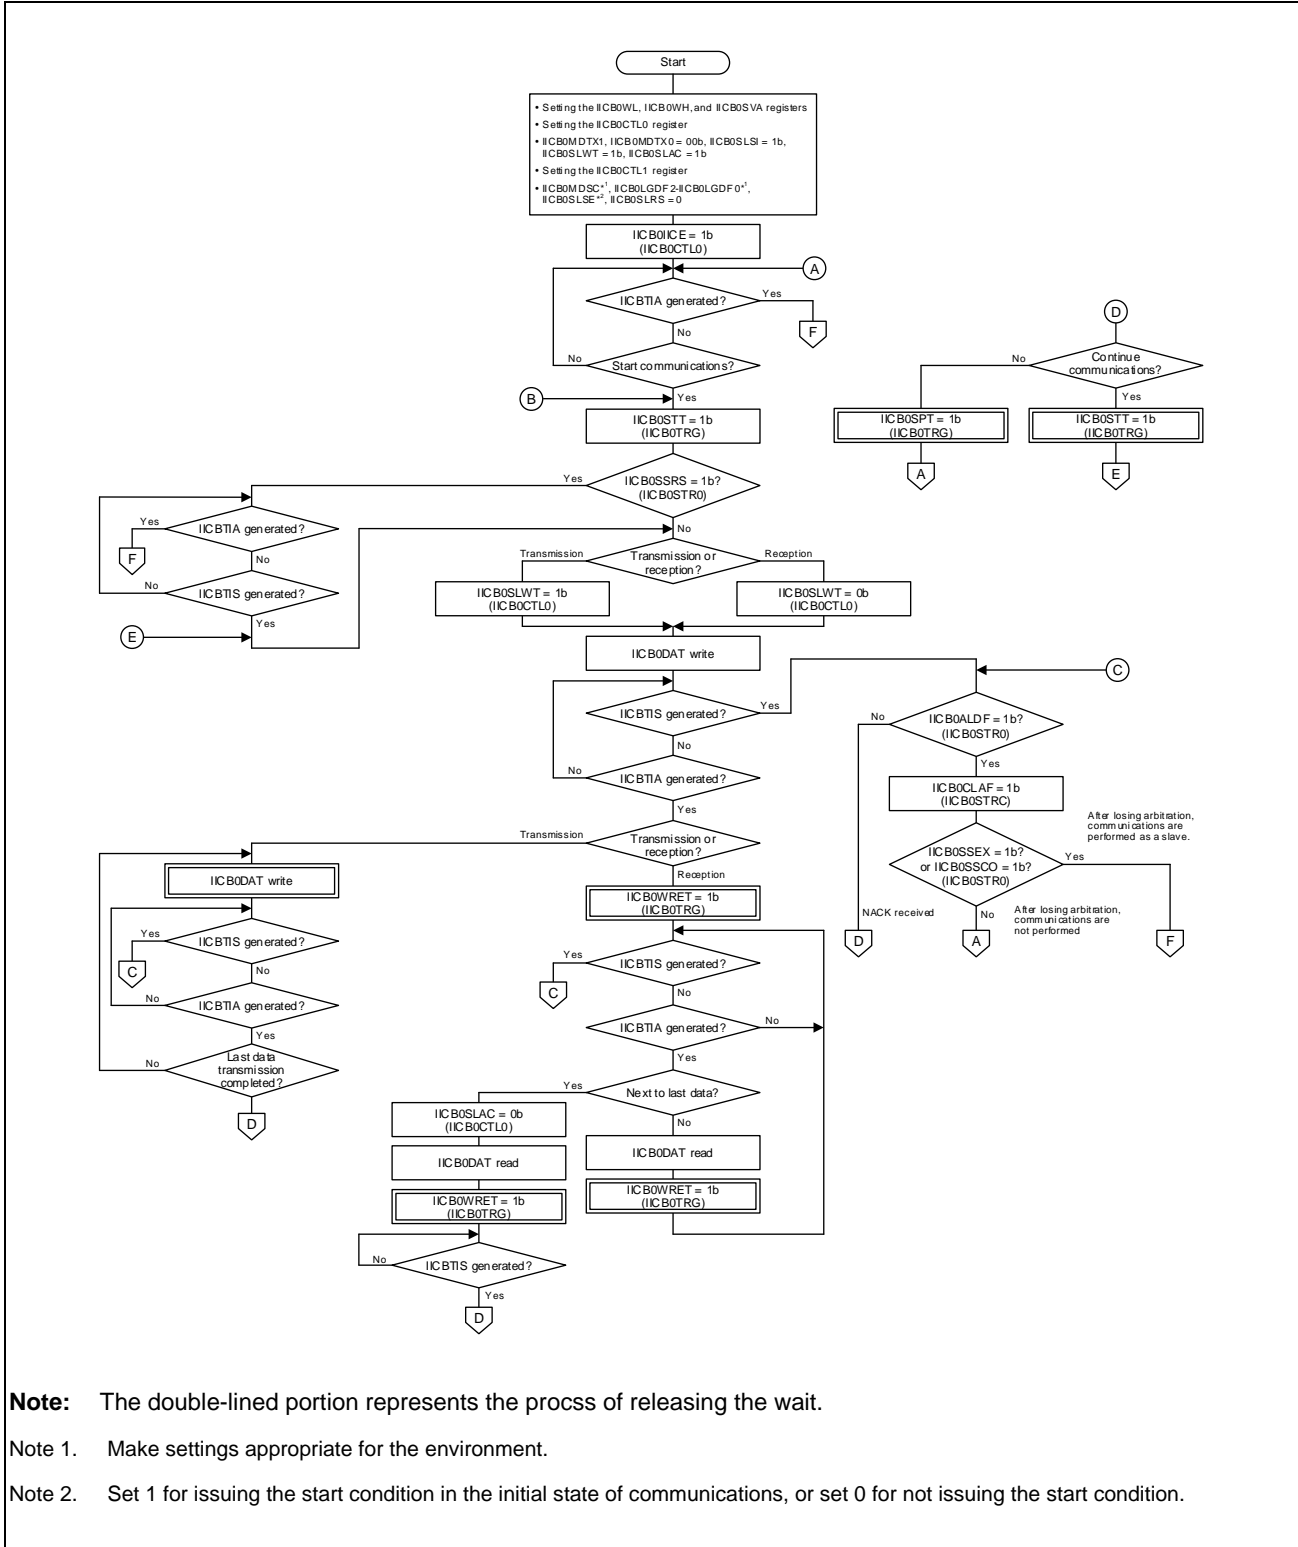 Start
• Setting the IICB0WL, IICB0WH, and IICB0SVA registers
• Setting the IICB0CTL0 register
• IICB0MDTX1, IICB0MDTX0 = 00b, IICB0SLSI = 1b,
IICB0SLWT = 1b, IICB0SLAC = 1b
• Setting the IICB0CTL1 register
• IICB0MDSC*1, IICB0LGDF2-IICB0LGDF0*1,
IICB0SLSE*2, IICB0SLRS = 0
IICB0IICE = 1b
(IICB0CTL0)
A
IICBTIA generated?
Yes
F
No
Start communications?
No
Yes
B
D
Continue
communications?
No
Yes
IICB0SPT = 1b
(IICB0TRG)
A
IICB0STT = 1b
(IICB0TRG)
E
IICB0STT = 1b
(IICB0TRG)
IICB0SSRS = 1b?
(IICB0STR0)
Yes
No
IICBTIA generated?
Yes
F
No
IICBTIS generated?
No
Yes
E
Transmission or
reception?
Transmission
Reception
IICB0SLWT = 1b
(IICB0CTL0)
IICB0SLWT = 0b
(IICB0CTL0)
IICB0DAT write
IICBTIS generated?
Yes
No
IICBTIA generated?
No
Yes
C
IICB0ALDF = 1b?
(IICB0STR0)
No
Yes
IICB0CLAF = 1b
(IICB0STRC)
After losing arbitration,
communications are
performed as a slave.
IICB0SSEX = 1b?
or IICB0SSCO = 1b?
(IICB0STR0)
Yes
No
NACK received
After losing arbitration,
communications are
not performed
D
A
F
Transmission or
reception?
Transmission
Reception
IICB0DAT write
IICBTIS generated?
Yes
C
No
IICBTIA generated?
No
Yes
Last data
transmission
completed?
No
D
IICB0WRET = 1b
(IICB0TRG)
IICBTIS generated?
Yes
C
No
IICBTIA generated?
No
Yes
Next to last data?
Yes
No
IICB0SLAC = 0b
(IICB0CTL0)
IICB0DAT read
IICB0WRET = 1b
(IICB0TRG)
IICB0DAT read
IICB0WRET = 1b
(IICB0TRG)
IICBTIS generated?
No
Yes
D
Note: The double-lined portion represents the procss of releasing the wait.
Note 1. Make settings appropriate for the environment.
Note 2. Set 1 for issuing the start condition in the initial state of communications, or set 0 for not issuing the start condition.